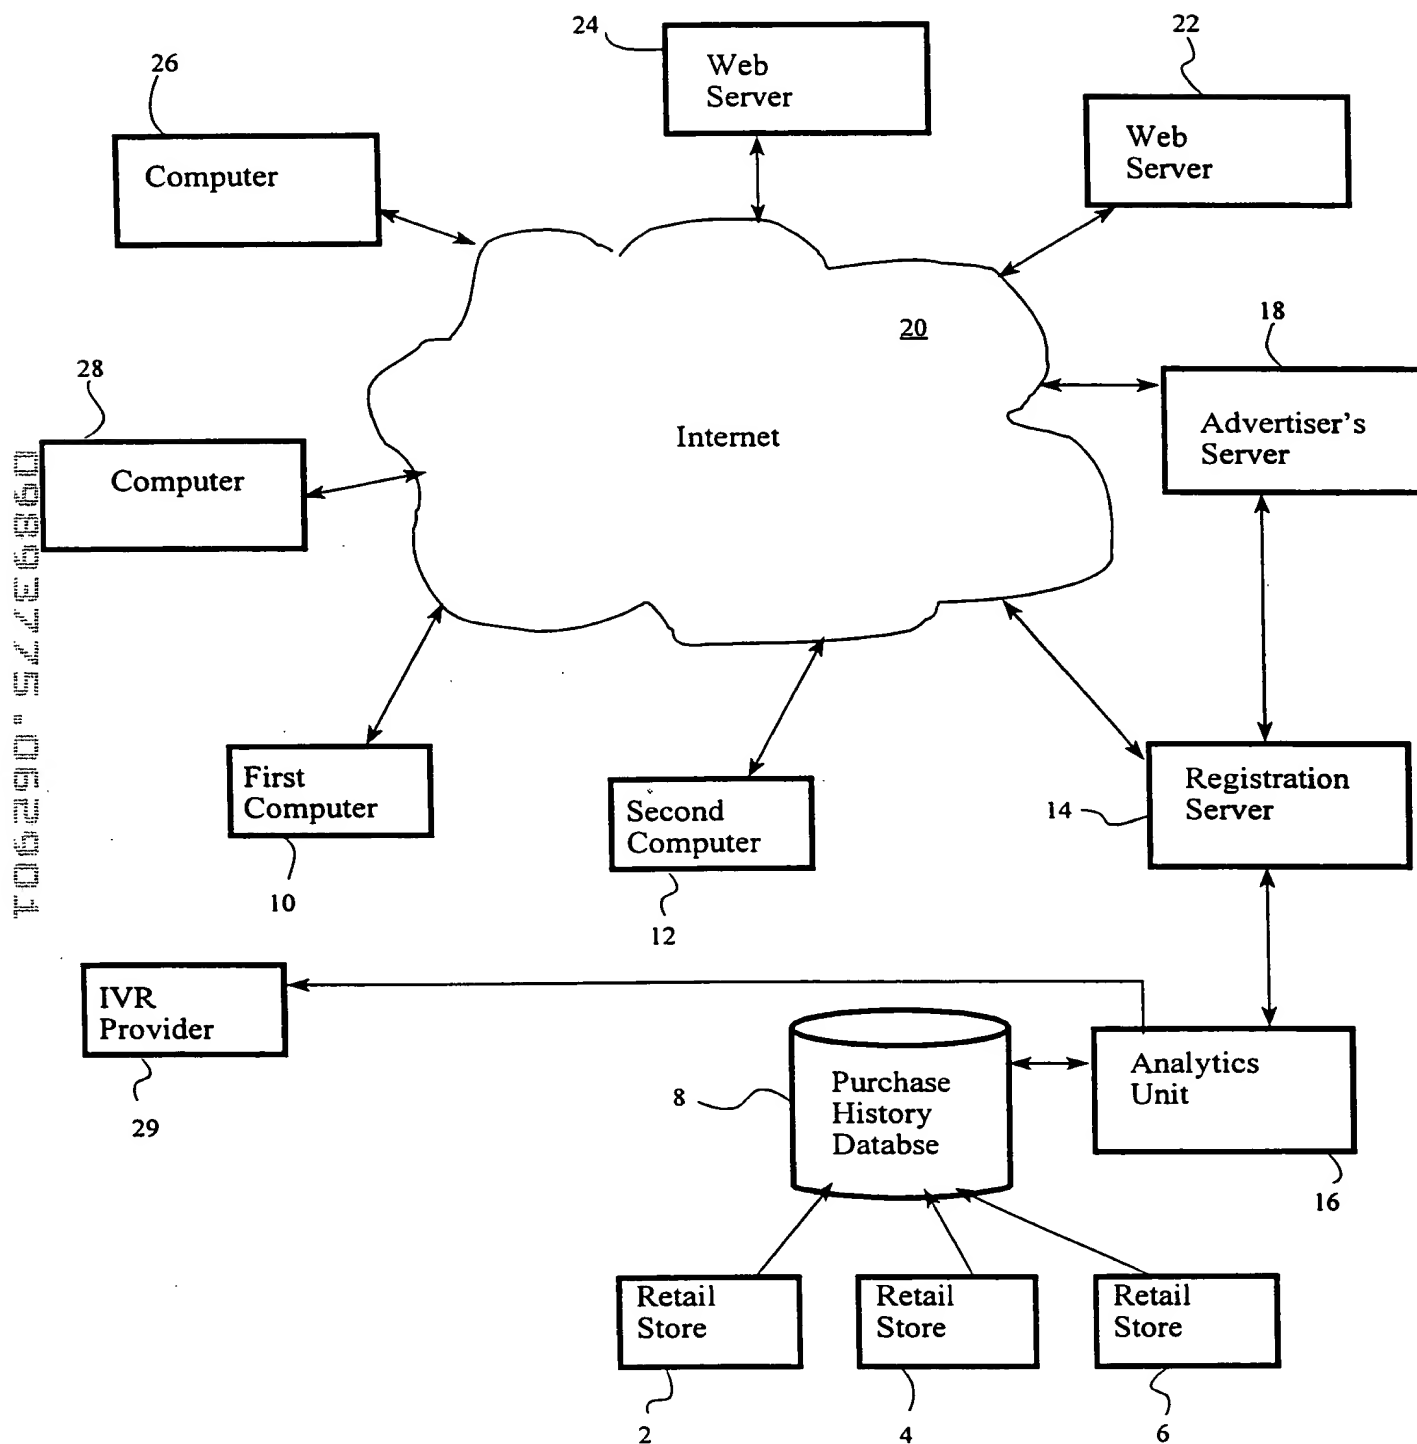 24
22
26
Web
Server
Web
Server
Computer
20
18
28
Internet
Advertiser's
Server
Computer
09893775.062901
First
Computer
Second
Computer
Registration
Server
14
10
12
IVR
Provider
Analytics
Unit
Purchase
History
Databse
8
29
16
Retail
Store
Retail
Store
Retail
Store
2
4
6